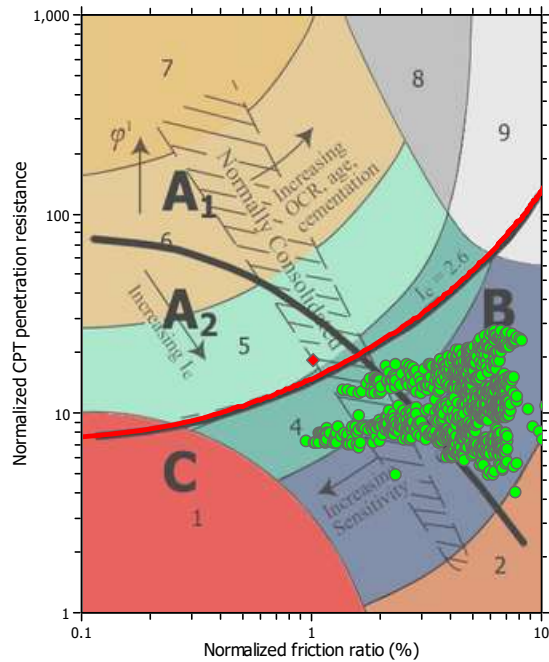 1,000
100
10
1
0.1
1
10
Normalized CPT penetration resistance
Normalized friction ratio (%)
7
8
9
φ'
A1
6
A2
5
Increasing Ic
Normally Consolidated
Increasing
OCR, age,
cementation
Ic = 2.6
B
4
C
1
Increasing
Sensitivity
2